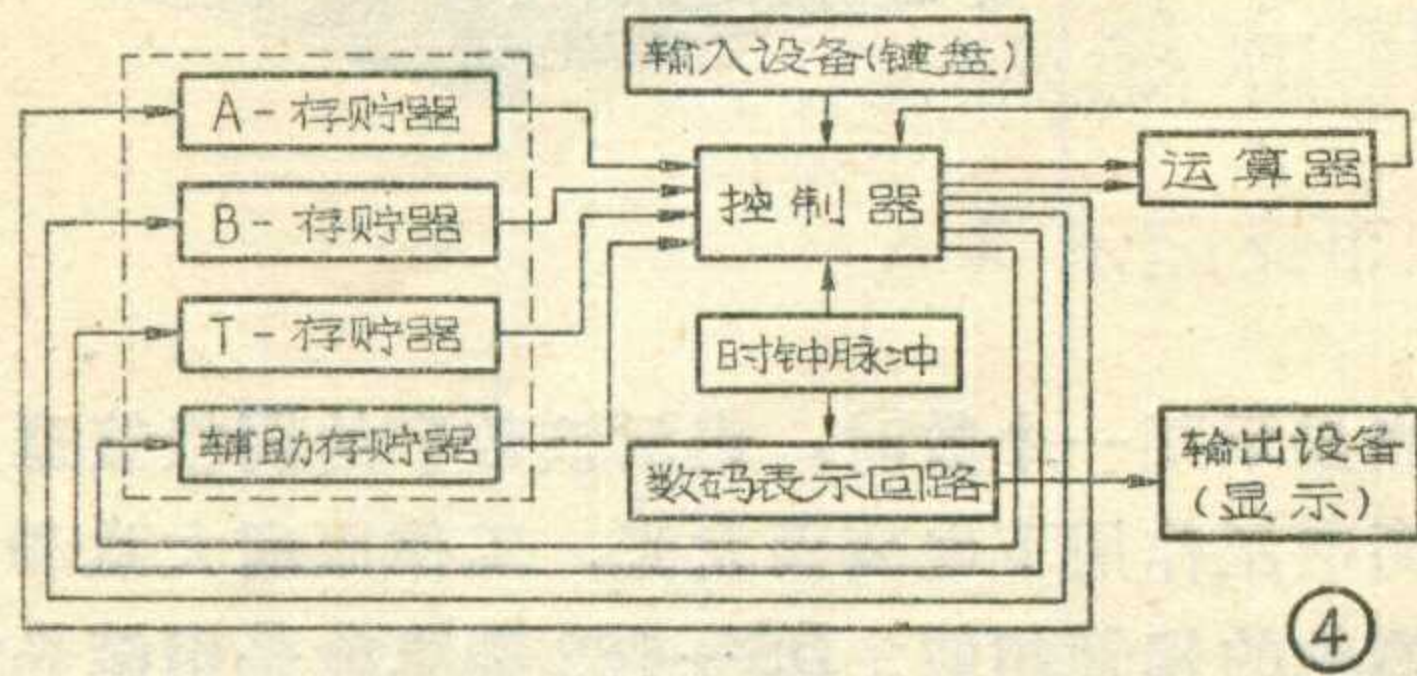 输入设备(键盘)
A-存贮器
B-存贮器
T-存贮器
辅助存贮器
控制器
运算器
时钟脉冲
数码表示回路
输出设备
(显示)
④